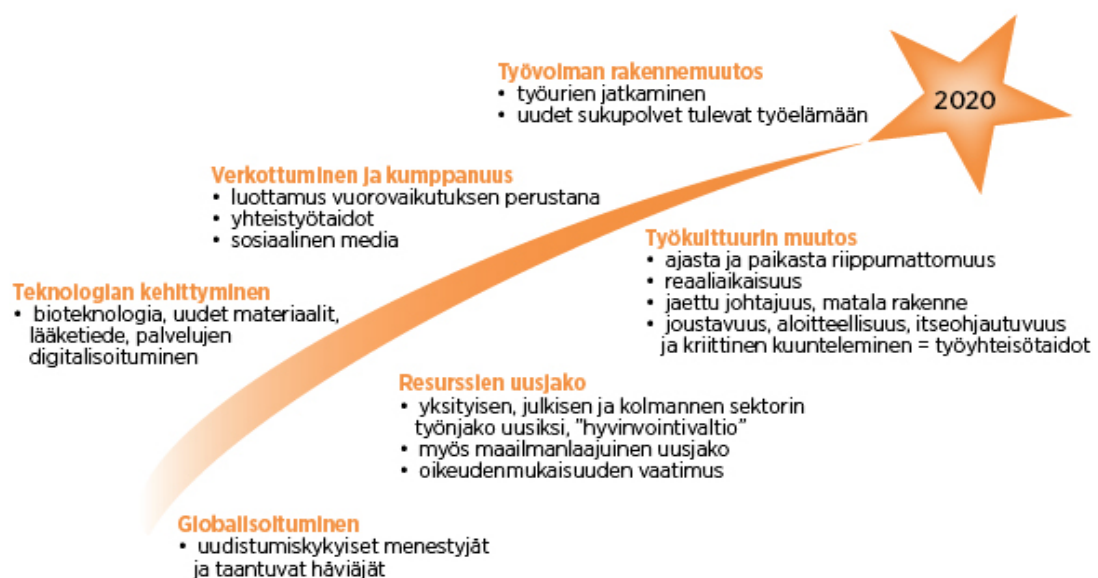 2020
Työvoiman rakennemuutos
• työurien jatkaminen
• uudet sukupolvet tulevat työelämään
Verkottuminen ja kumppanuus
• luottamus vuorovaikutuksen perustana
• yhteistyötaidot
• sosiaalinen media
Työkulttuurin muutos
• ajasta ja paikasta riippumattomuus
• reaaliaikaisuus
• jaettu johtajuus, matala rakenne
• joustavuus, aloitteellisuus, itseohjautuvuus
ja kriittinen kuunteleminen = työyhteisötaidot
Teknologian kehittyminen
• bioteknologia, uudet materiaalit,
lääketiede, palvelujen
digitalisoituminen
Resurssien uusjako
• yksityisen, julkisen ja kolmannen sektorin
työnjako uusiksi, "hyvinvointivaltio"
• myös maailmanlaajuinen uusjako
• oikeudenmukaisuuden vaatimus
Globalisoituminen
• uudistumiskykyiset menestyjät
ja taantuvat häviäjät